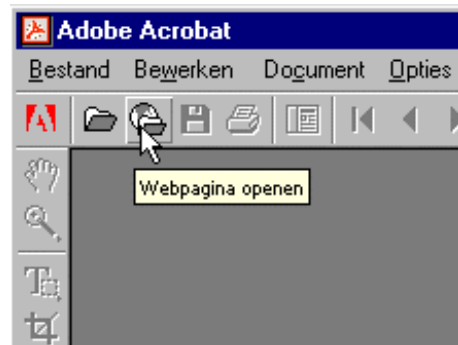 Adobe Acrobat
Bestand Bewerken Document Opties
Webpagina openen